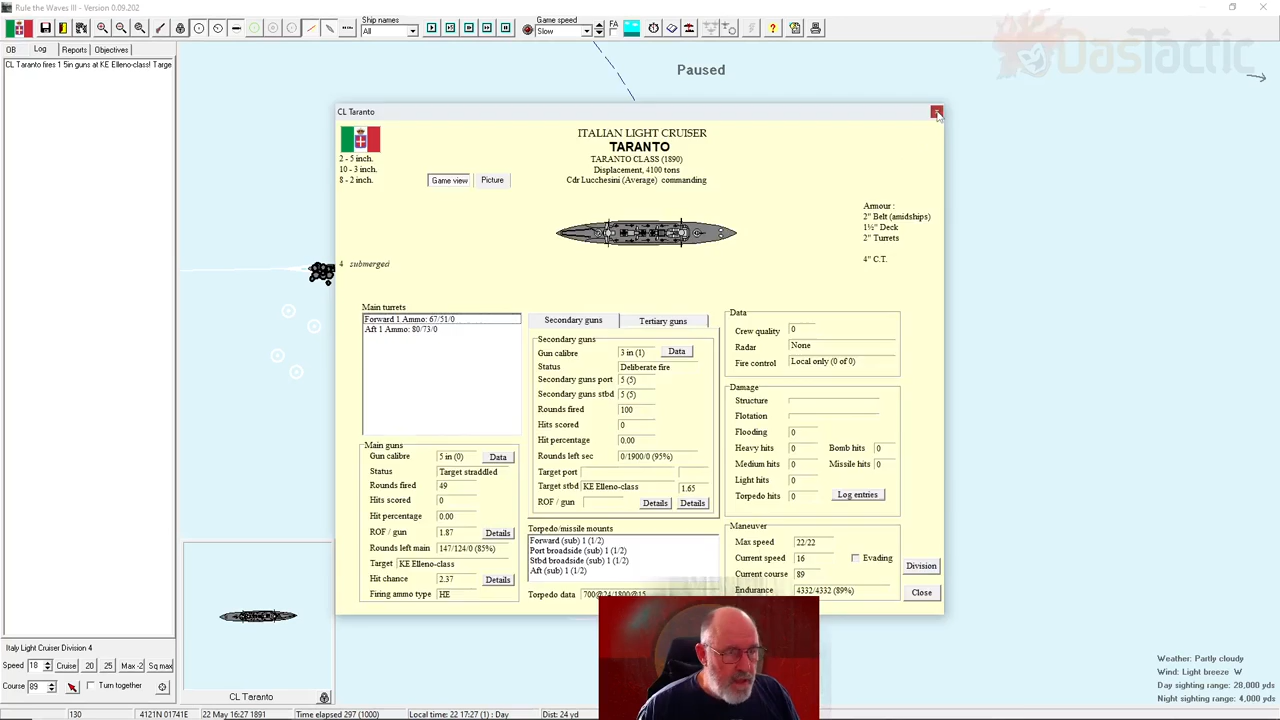 Rule the Waves III - Version 0.09.202
Ship names
All
Game speed
Slow
FA
OB Log Reports Objectives
CL Taranto fires 1 5in guns at KE Elleno-class! Targe
Paused
DasTactic
CL Taranto
2 - 5 inch.
10 - 3 inch.
8 - 2 inch.
Game view Picture
ITALIAN LIGHT CRUISER
TARANTO
TARANTO CLASS (1890)
Displacement, 4100 tons
Cdr Lucchesini (Average) commanding
Armour :
2" Belt (amidships)
1½" Deck
2" Turrets
4" C.T.
4 submerged
Main turrets
Forward 1 Ammo: 67/51/0
Aft 1 Ammo: 80/73/0
Main guns
Gun calibre 5 in (0) Data
Status Target straddled
Rounds fired 49
Hits scored 0
Hit percentage 0.00
ROF / gun 1.87 Details
Rounds left main 147/124/0 (85%)
Target KE Elleno-class
Hit chance 2.37 Details
Firing ammo type HE
Secondary guns Tertiary guns
Secondary guns
Gun calibre 3 in (1) Data
Status Deliberate fire
Secondary guns port 5 (5)
Secondary guns stbd 5 (5)
Rounds fired 100
Hits scored 0
Hit percentage 0.00
Rounds left sec 0/1900/0 (95%)
Target port
Target stbd KE Elleno-class 1.65
ROF / gun Details Details
Torpedo/missile mounts
Forward (sub) 1 (1/2)
Port broadside (sub) 1 (1/2)
Stbd broadside (sub) 1 (1/2)
Aft (sub) 1 (1/2)
Torpedo data 700@24/1800@15
Data
Crew quality 0
Radar None
Fire control Local only (0 of 0)
Damage
Structure
Flotation
Flooding 0
Heavy hits 0 Bomb hits 0
Medium hits 0 Missile hits 0
Light hits 0
Torpedo hits 0 Log entries
Maneuver
Max speed 22/22
Current speed 16 Evading
Current course 89
Endurance 4332/4332 (89%)
Division
Close
Italy Light Cruiser Division 4
Speed 18 Cruise 20 25 Max -2 Sq max
Course 89 Turn together
CL Taranto
Weather: Partly cloudy
Wind: Light breeze W
Day sighting range: 28,000 yds
Night sighting range: 4,000 yds
130 4121N 01741E 22 May 16:27 1891 Time elapsed 297 (1000) Local time: 22 17:27 (1) : Day Dist: 24 yd